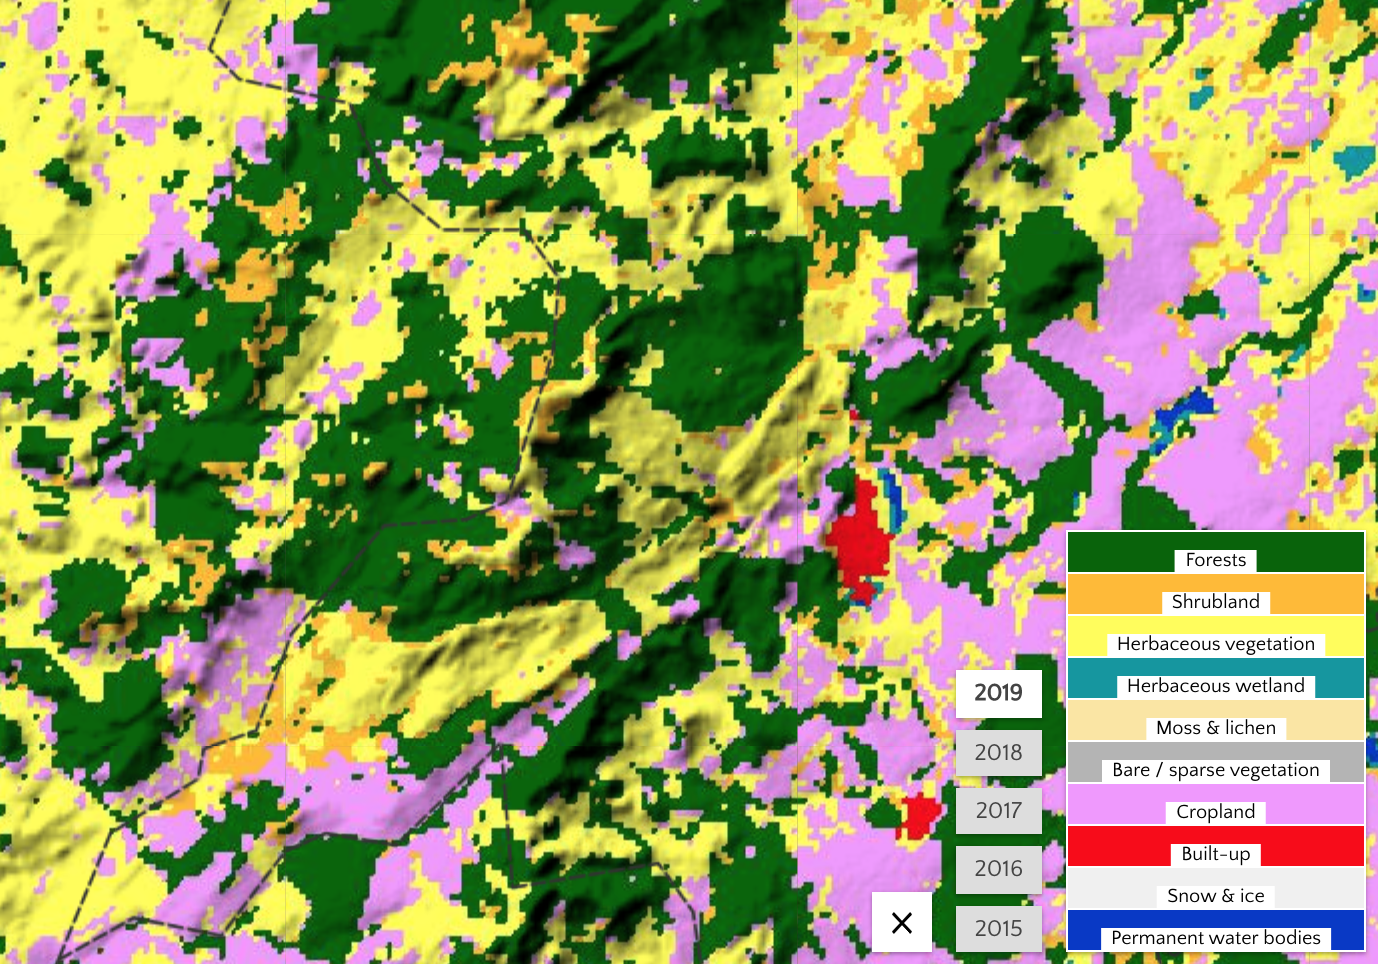 Forests
Shrubland
Herbaceous vegetation
Herbaceous wetland
Moss & lichen
Bare / sparse vegetation
Cropland
Built-up
Snow & ice
Permanent water bodies
2019
2018
2017
2016
2015